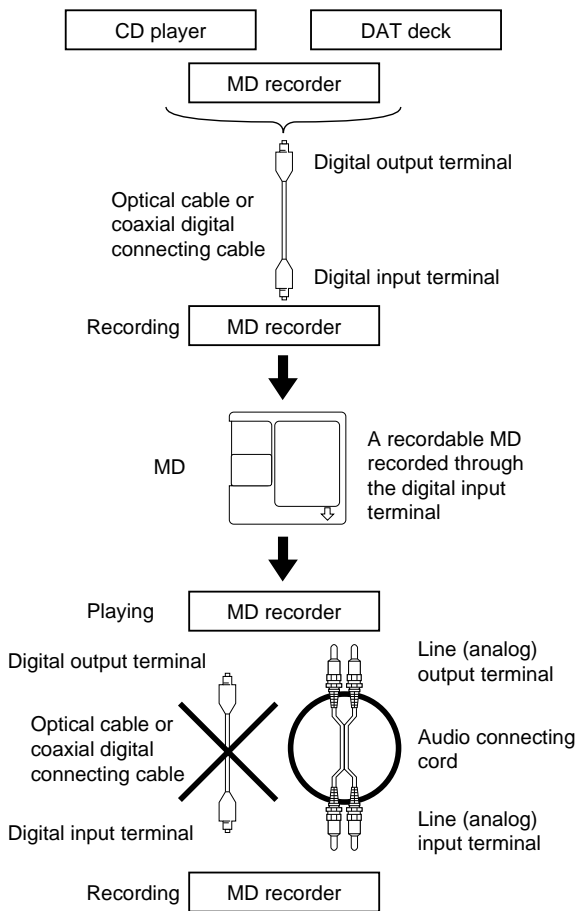 CD player
DAT deck
MD recorder
Digital output terminal
Optical cable or
coaxial digital
connecting cable
Digital input terminal
Recording
MD recorder
MD
A recordable MD
recorded through
the digital input
terminal
Playing
MD recorder
Digital output terminal
Line (analog)
output terminal
Optical cable or
coaxial digital
connecting cable
Audio connecting
cord
Digital input terminal
Line (analog)
input terminal
Recording
MD recorder